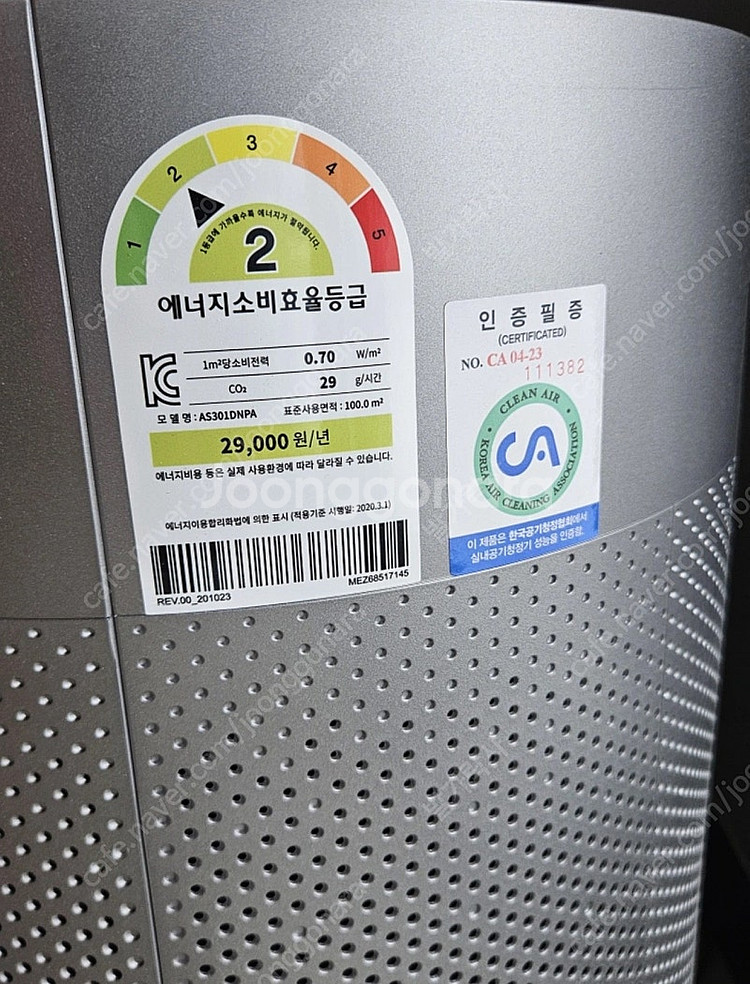 1
2
3
4
5
1등급에 가까울수록 에너지가 절약됩니다.
2
에너지소비효율등급
1m²당소비전력 0.70 W/m²
CO₂ 29 g/시간
모 델 명 : AS301DNPA 표준사용면적 : 100.0 m²
29,000 원/년
에너지비용 등은 실제 사용환경에 따라 달라질 수 있습니다.
에너지이용합리화법에 의한 표시 (적용기준 시행일: 2020.3.1)
REV.00_201023 MEZ68517145
인 증 필 증
(CERTIFICATED)
NO. CA 04-23
111382
CLEAN AIR
KOREA AIR CLEANING ASSOCIATION
이 제품은 한국공기청정협회에서
실내공기청정기 성능을 인증함.
joonggonara
cafe.naver.com/joonggonara